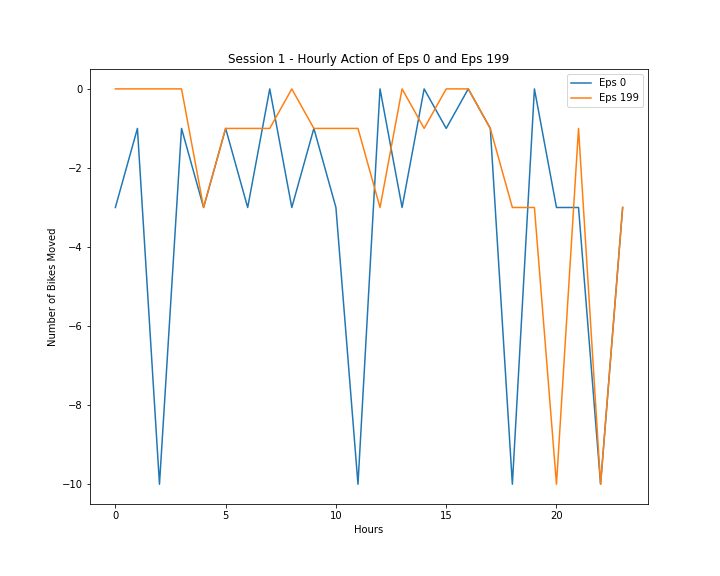 Session 1 - Hourly Action of Eps 0 and Eps 199
Eps 0
Eps 199
Number of Bikes Moved
0
−2
−4
−6
−8
−10
0
5
10
15
20
Hours